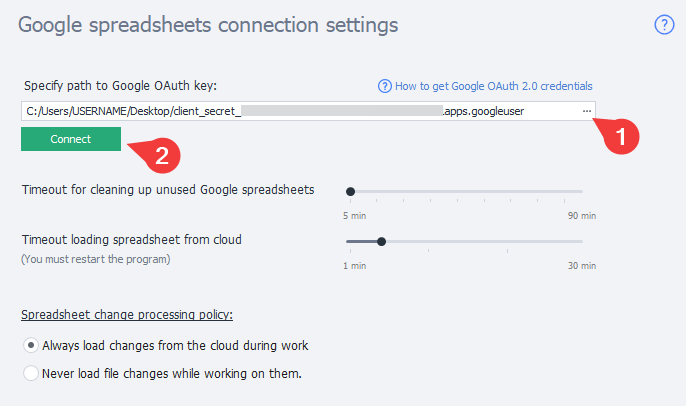 Google spreadsheets connection settings
?
Specify path to Google OAuth key:
? How to get Google OAuth 2.0 credentials
C:/Users/USERNAME/Desktop/client_secret_ .apps.googleuser ...
1
Connect
2
Timeout for cleaning up unused Google spreadsheets
5 min 90 min
Timeout loading spreadsheet from cloud
(You must restart the program)
1 min 30 min
Spreadsheet change processing policy:
Always load changes from the cloud during work
Never load file changes while working on them.